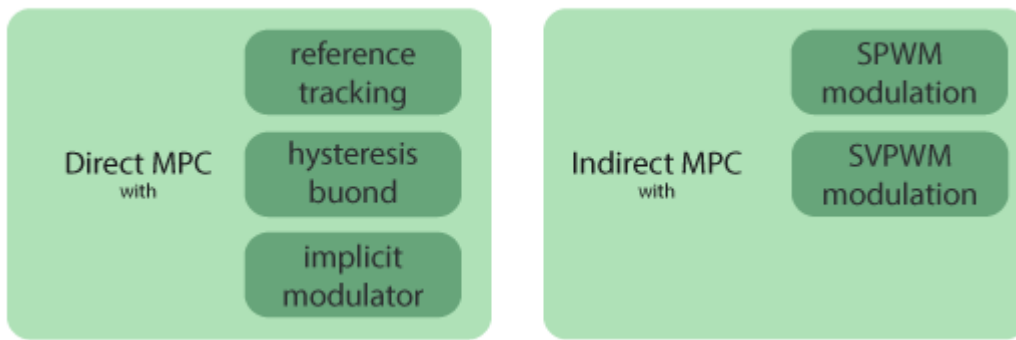 Direct MPC
with
reference
tracking
hysteresis
buond
implicit
modulator
Indirect MPC
with
SPWM
modulation
SVPWM
modulation